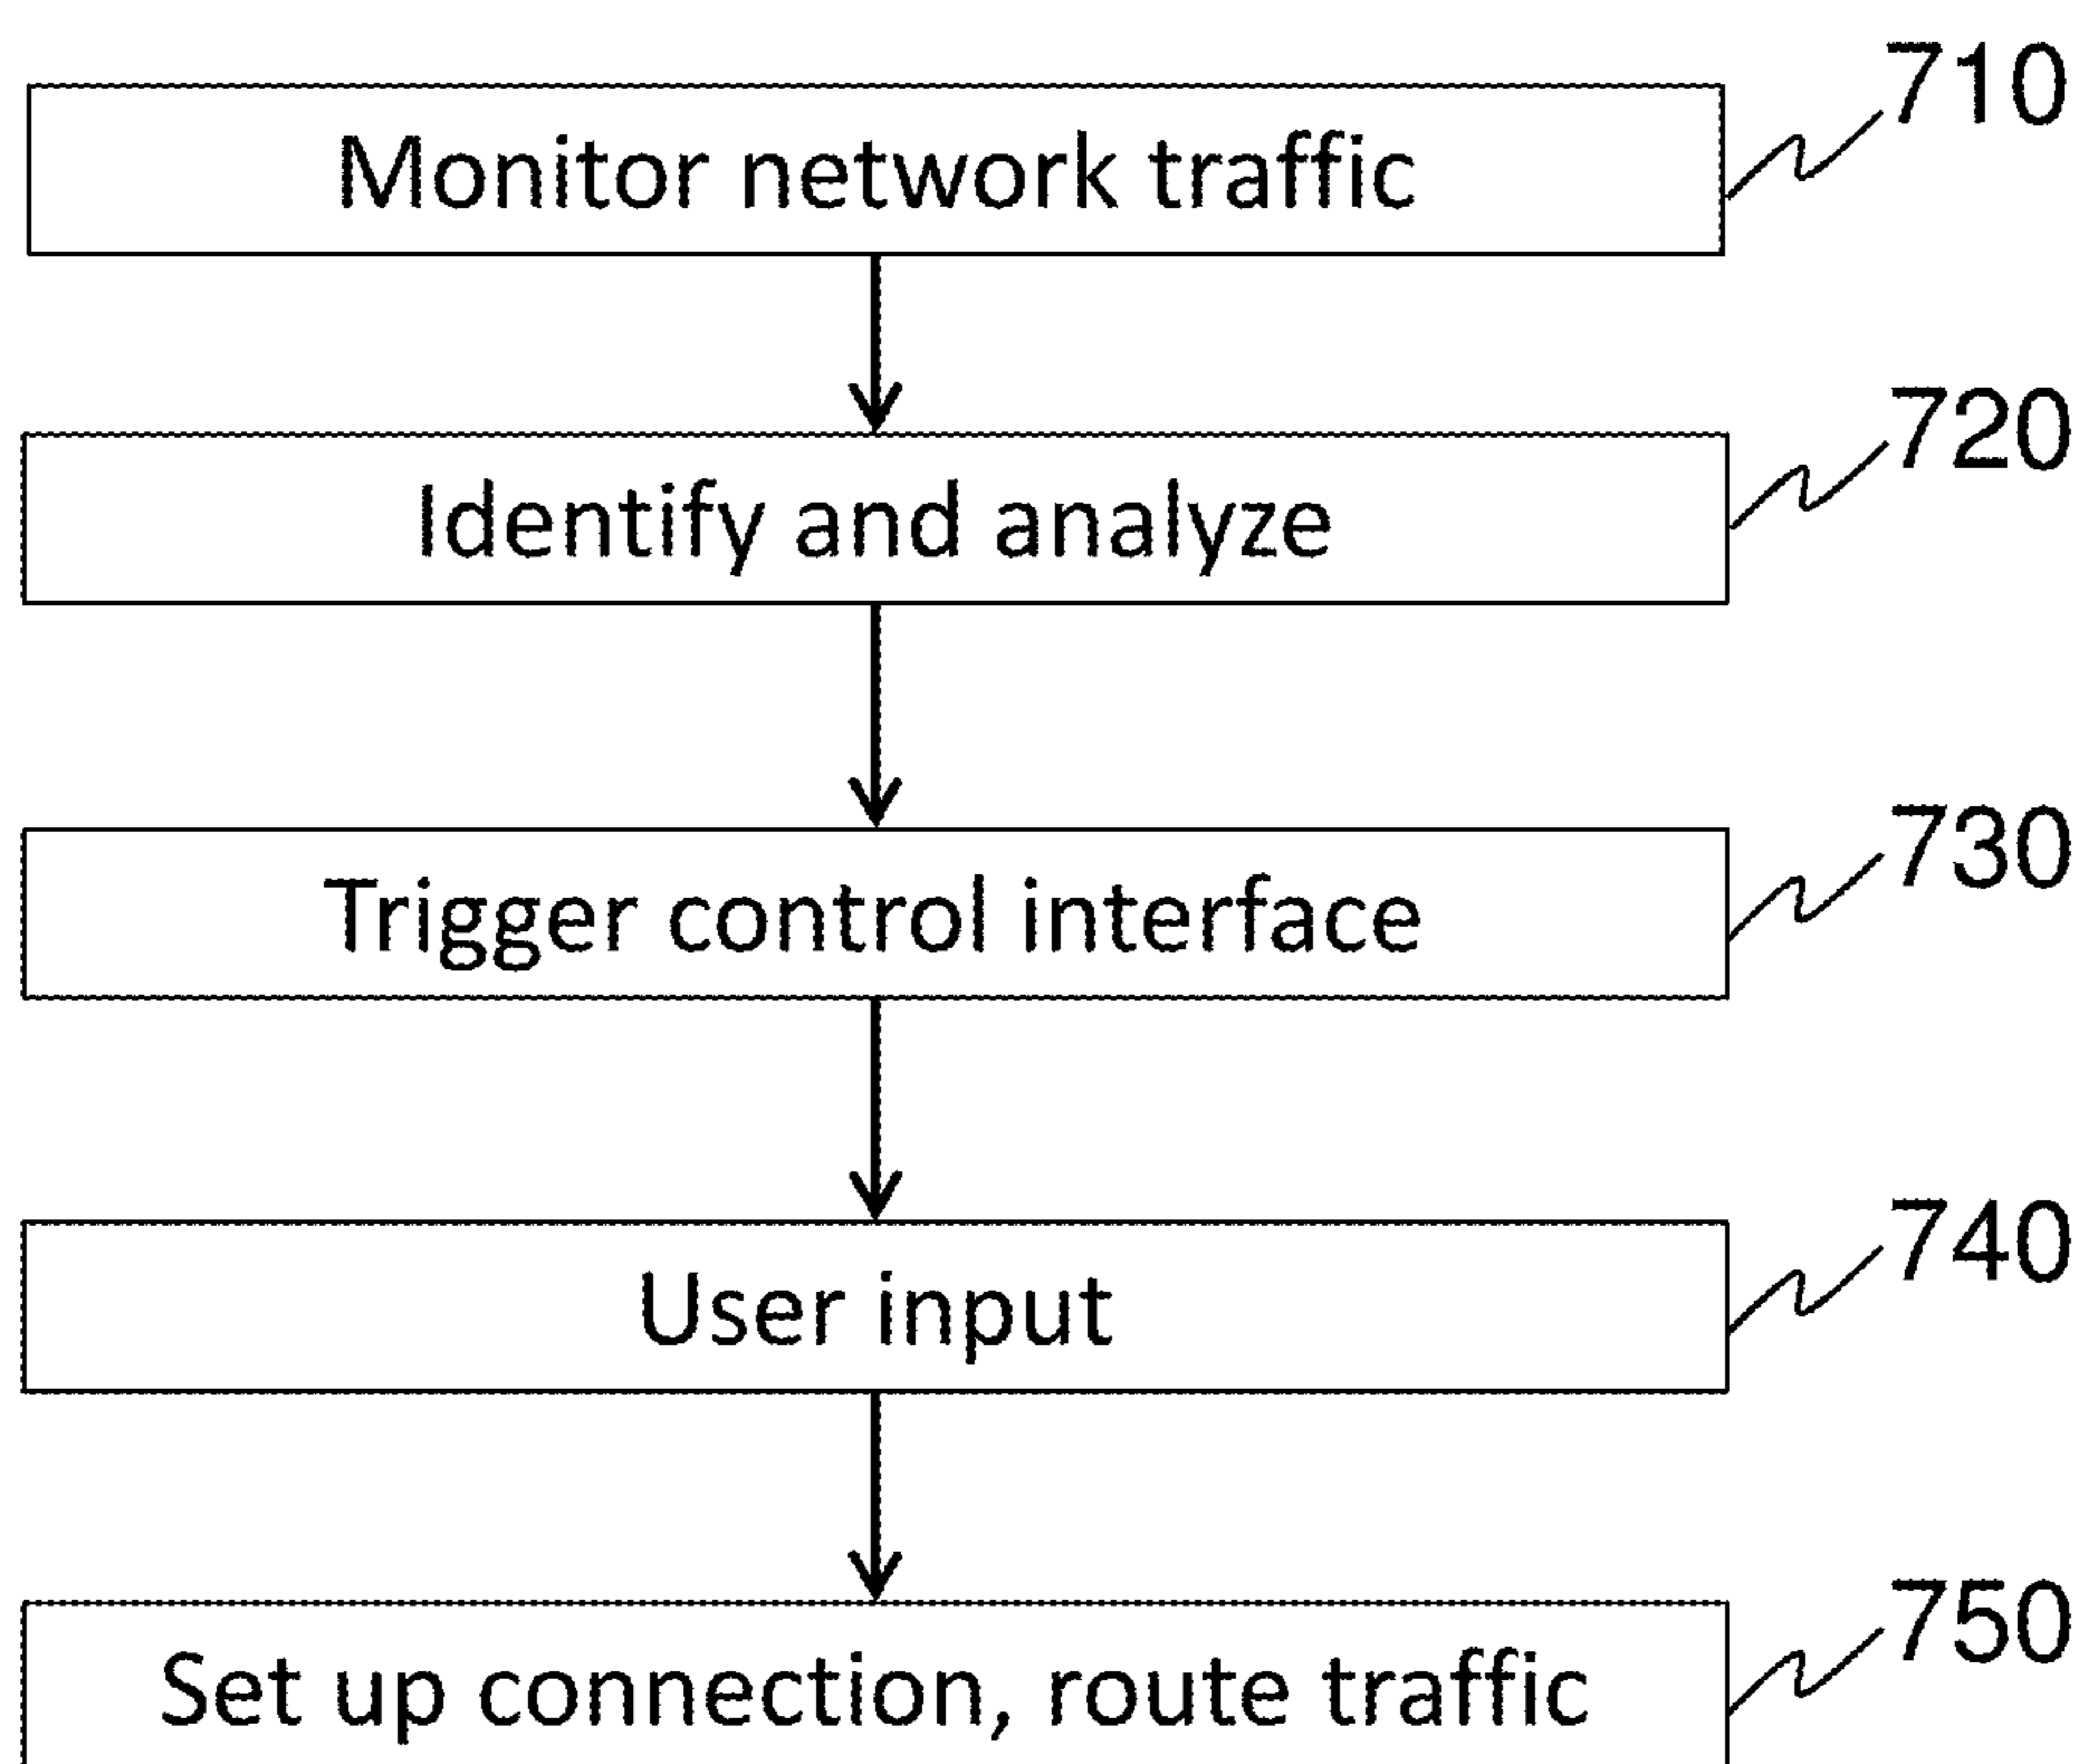 710
Monitor network traffic
720
Identify and analyze
730
Trigger control interface
740
User input
750
Set up connection, route traffic